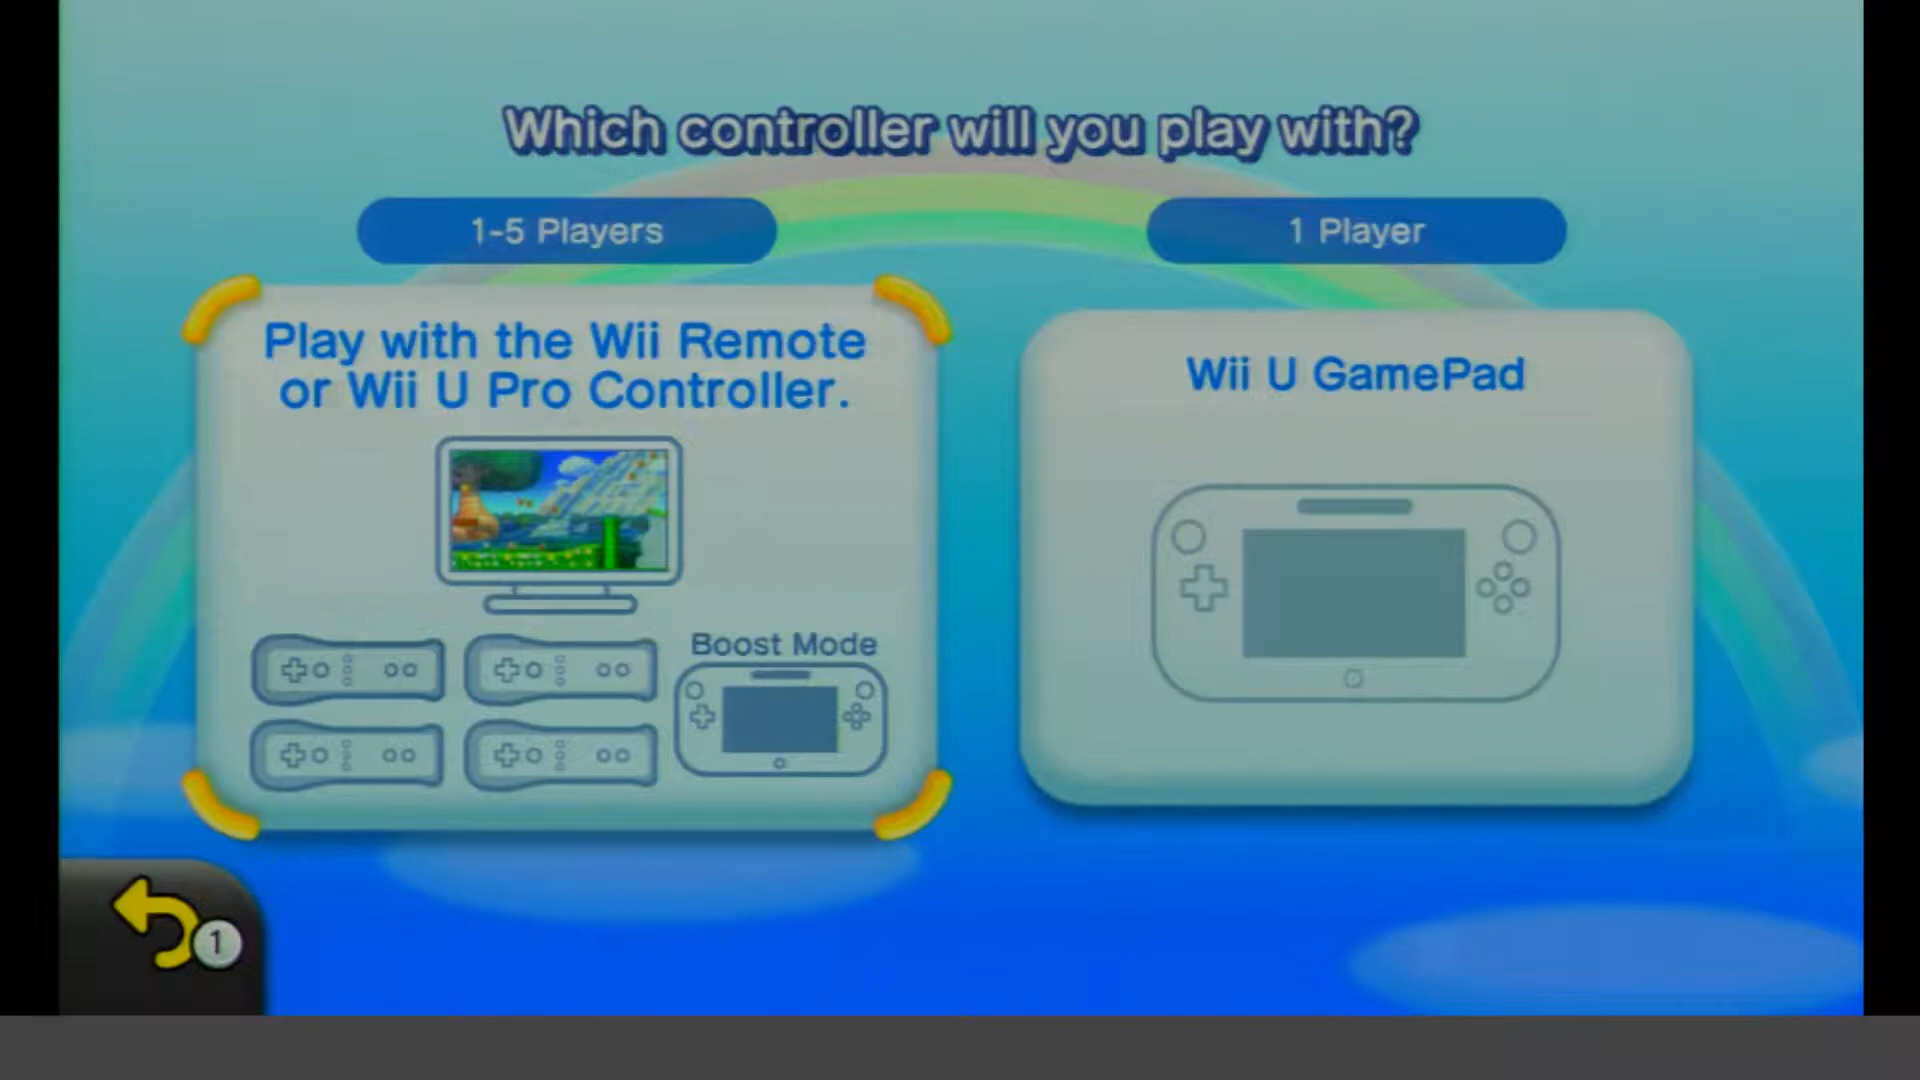 Which controller will you play with?
1-5 Players
1 Player
Play with the Wii Remote
or Wii U Pro Controller.
Wii U GamePad
Boost Mode
1